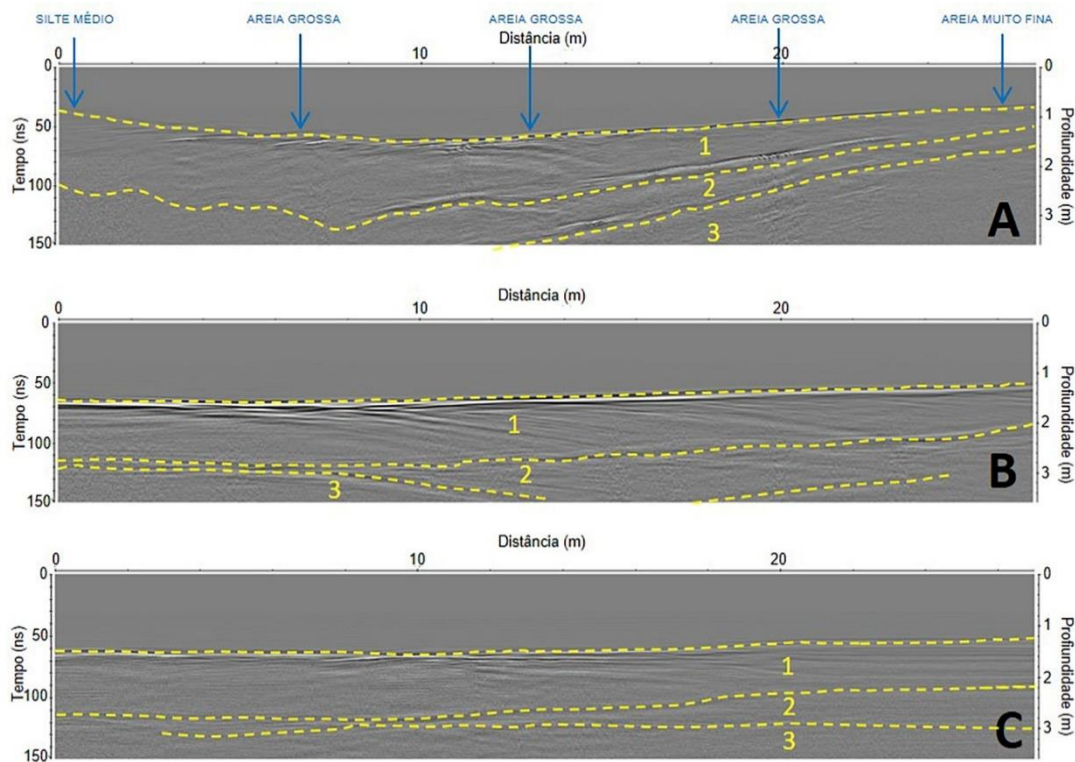 SILTE MÉDIO AREIA GROSSA AREIA GROSSA AREIA GROSSA AREIA MUITO FINA
Distância (m)
0 10 20
0 0
50 1
100 2
150 3
Tempo (ns)
Profiundidade (m)
1
2
3
A
Distância (m)
0 10 20
0 0
50 1
100 2
150 3
Tempo (ns)
Profiundidade (m)
1
2
3
B
Distância (m)
0 10 20
0 0
50 1
100 2
150 3
Tempo (ns)
Profiundidade (m)
1
2
3
C